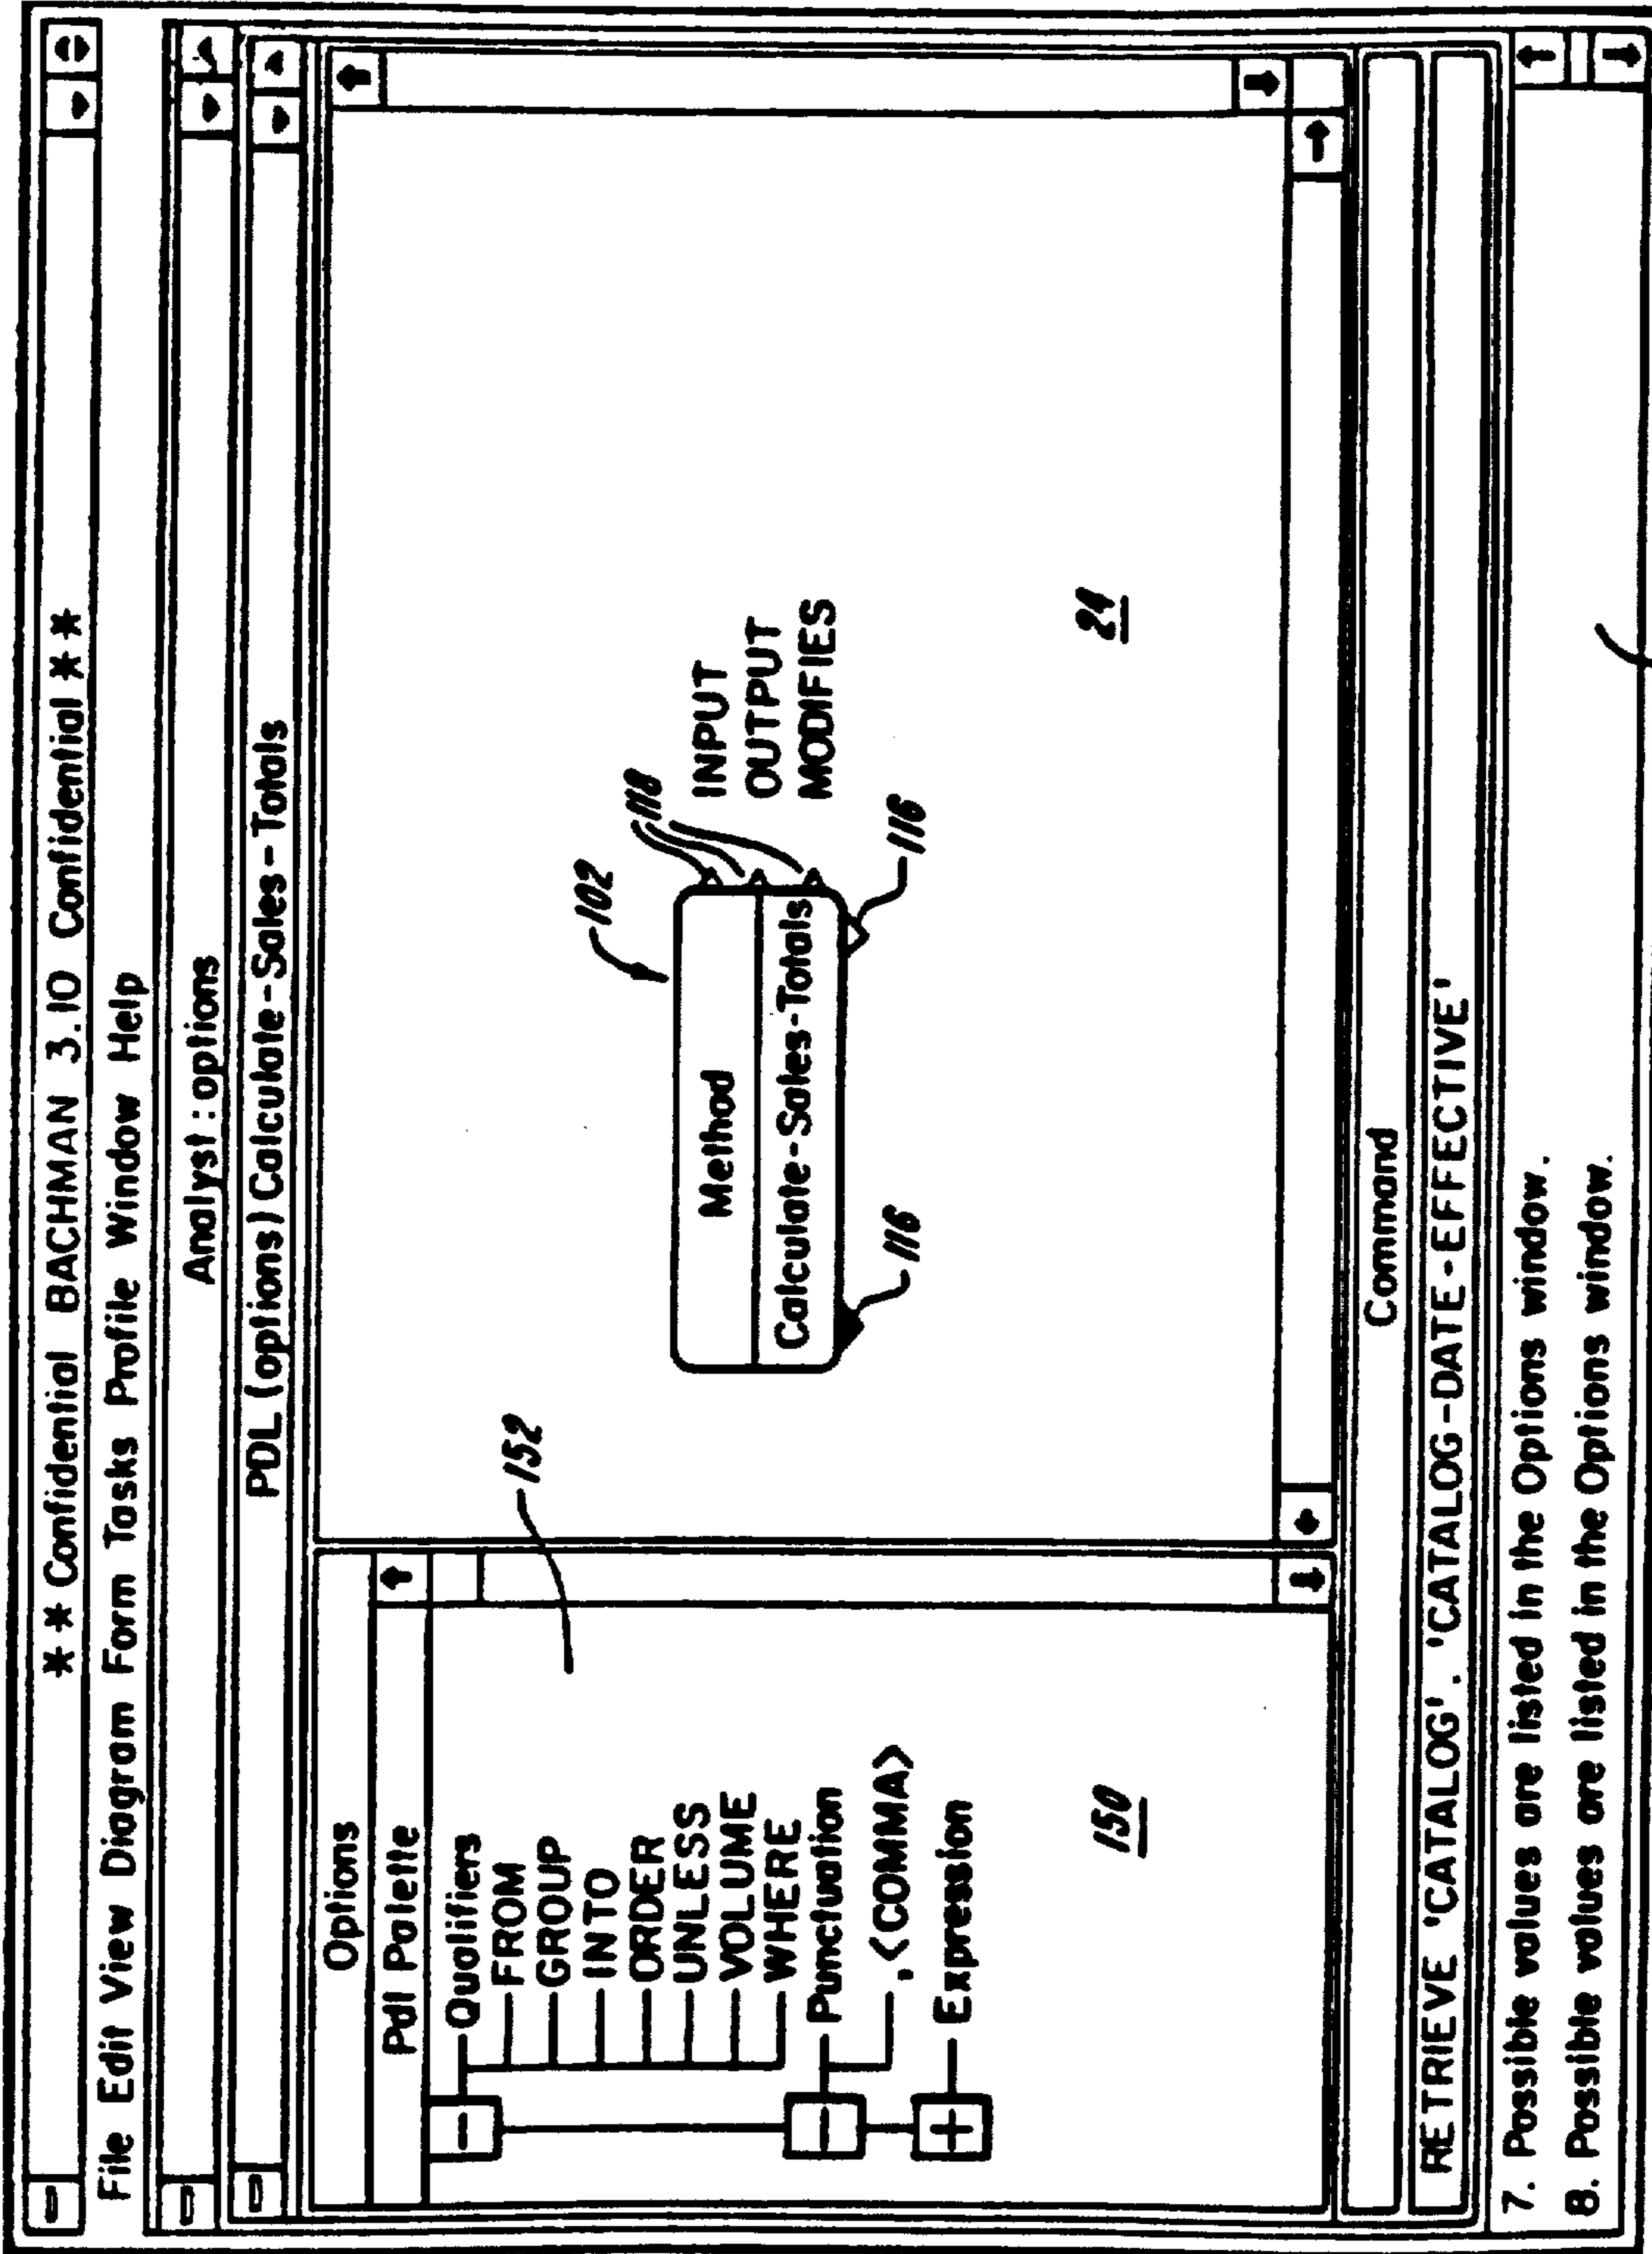 * * Confidential BACHMAN 3.10 Confidential * *
File Edit View Diagram Form Tasks Profile Window Help
Analyst : options
PDL (options) Calculate-Sales-Totals
Options
Pdl Palette
Qualifiers
FROM
GROUP
INTO
ORDER
UNLESS
VOLUME
WHERE
Punctuation
,<COMMA>
Expression
152
150
102
118
Method
Calculate-Sales-Totals
INPUT
OUTPUT
MODIFIES
116
116
24
Command
RETRIEVE 'CATALOG'. 'CATALOG-DATE-EFFECTIVE'
7. Possible values are listed in the Options window.
8. Possible values are listed in the Options window.